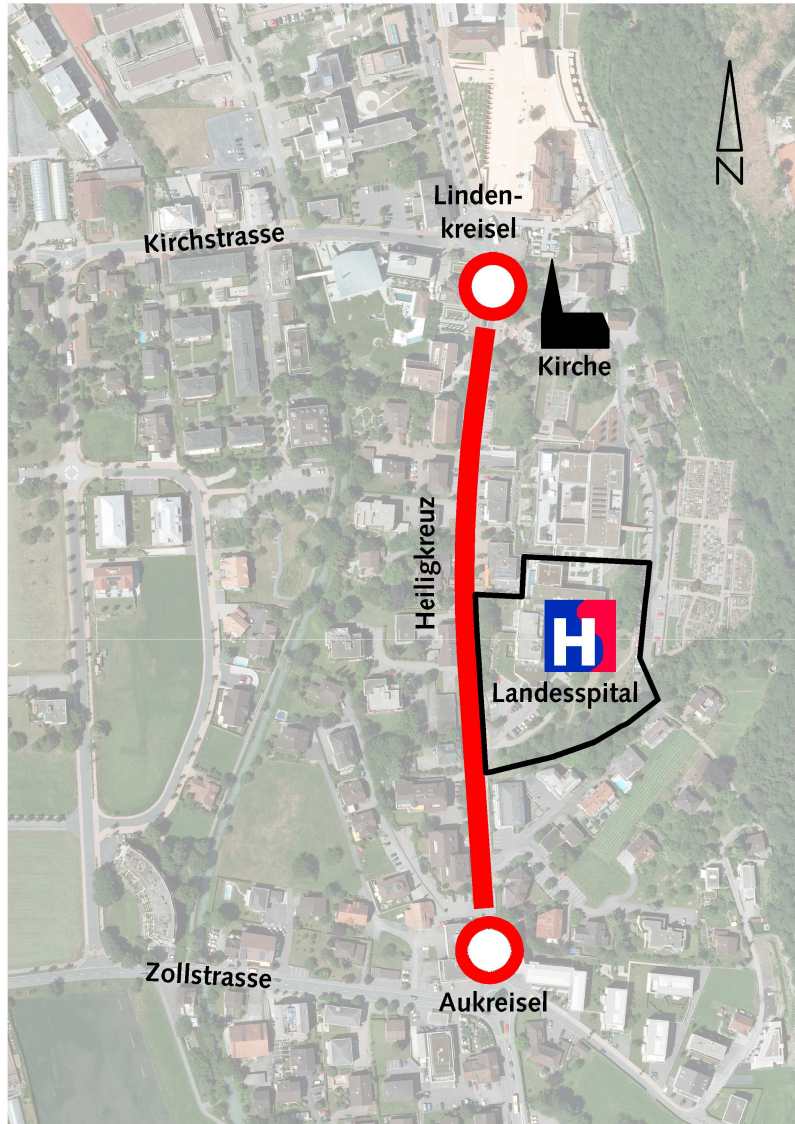 Linden-
kreisel
Kirchstrasse
Kirche
Heiligkreuz
H
Landesspital
Zollstrasse
Aukreisel
N